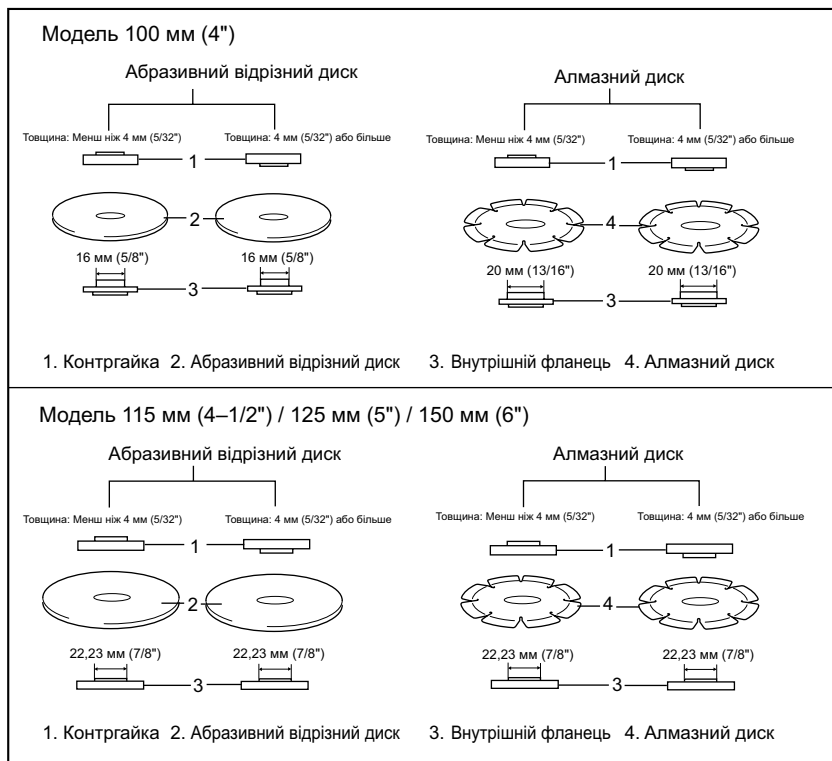 Модель 100 мм (4")
Абразивний відрізний диск
Алмазний диск
Товщина: Менш ніж 4 мм (5/32")
Товщина: 4 мм (5/32") або більше
Товщина: Менш ніж 4 мм (5/32")
Товщина: 4 мм (5/32") або більше
1
1
2
4
16 мм (5/8")
16 мм (5/8")
20 мм (13/16")
20 мм (13/16")
3
3
1. Контргайка 2. Абразивний відрізний диск 3. Внутрішній фланець 4. Алмазний диск
Модель 115 мм (4–1/2") / 125 мм (5") / 150 мм (6")
Абразивний відрізний диск
Алмазний диск
Товщина: Менш ніж 4 мм (5/32")
Товщина: 4 мм (5/32") або більше
Товщина: Менш ніж 4 мм (5/32")
Товщина: 4 мм (5/32") або більше
1
1
2
4
22,23 мм (7/8")
22,23 мм (7/8")
22,23 мм (7/8")
22,23 мм (7/8")
3
3
1. Контргайка 2. Абразивний відрізний диск 3. Внутрішній фланець 4. Алмазний диск